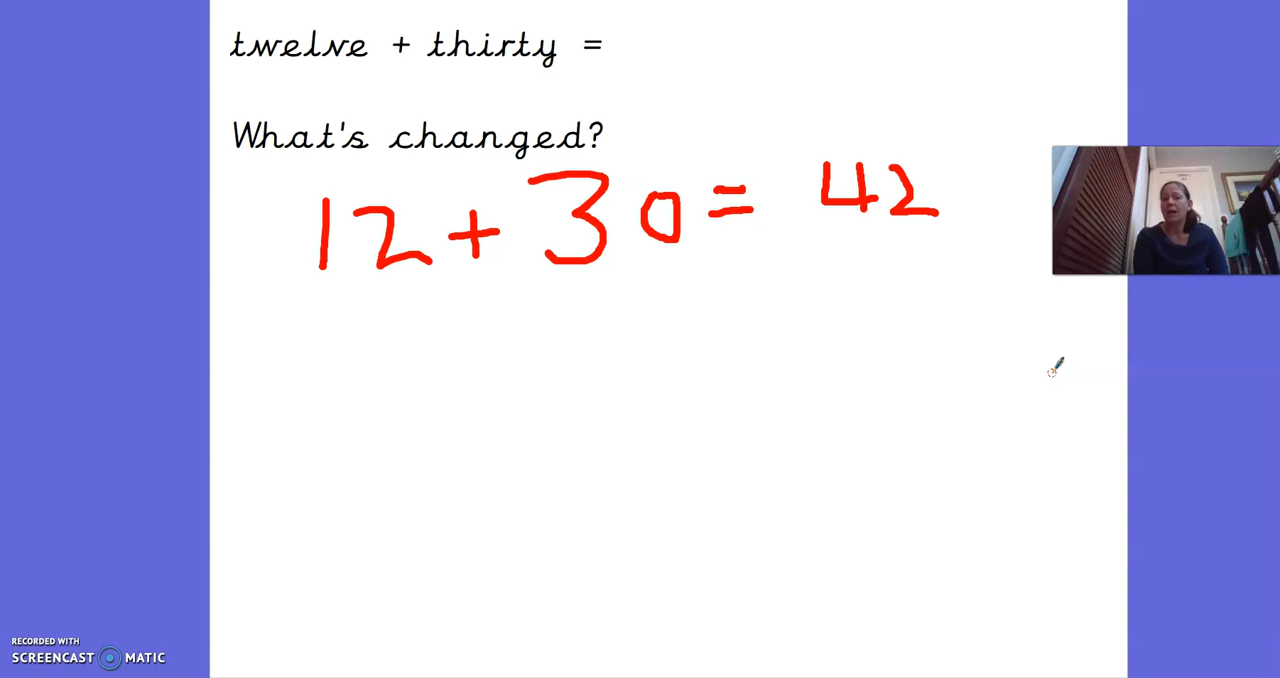 twelve + thirty =
What's changed?
12 + 30 = 42
RECORDED WITH
SCREENCAST MATIC